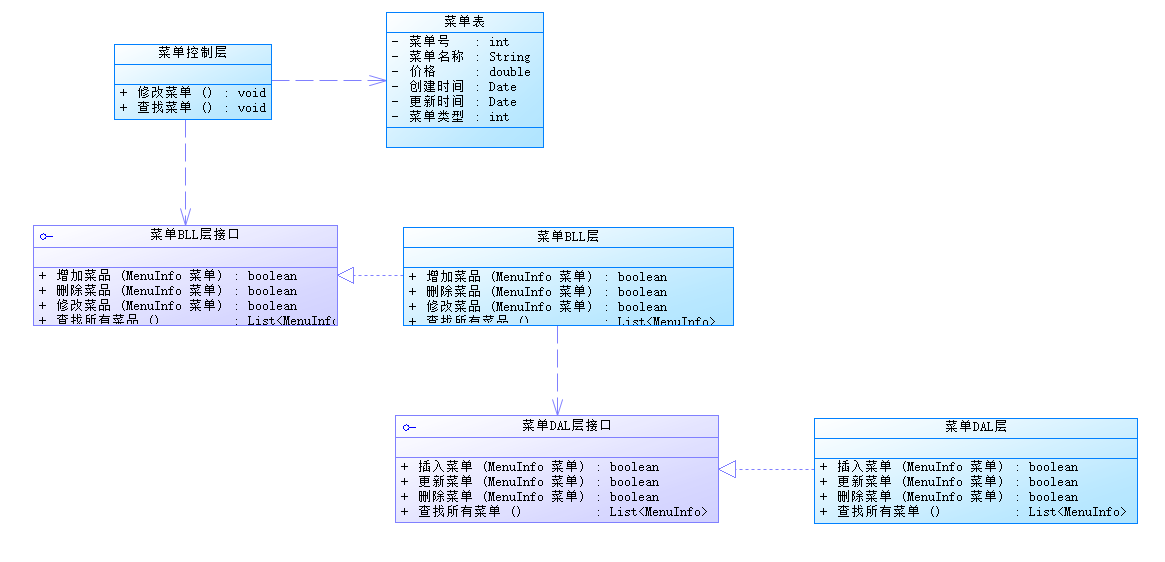 菜单控制层
+ 修改菜单 () : void
+ 查找菜单 () : void
菜单表
- 菜单号 : int
- 菜单名称 : String
- 价格 : double
- 创建时间 : Date
- 更新时间 : Date
- 菜单类型 : int
菜单BLL层接口
+ 增加菜品 (MenuInfo 菜单) : boolean
+ 删除菜品 (MenuInfo 菜单) : boolean
+ 修改菜品 (MenuInfo 菜单) : boolean
+ 查找所有菜品 () : List<MenuInfo
菜单BLL层
+ 增加菜品 (MenuInfo 菜单) : boolean
+ 删除菜品 (MenuInfo 菜单) : boolean
+ 修改菜品 (MenuInfo 菜单) : boolean
+ 查找所有菜品 () : List<MenuInfo>
菜单DAL层接口
+ 插入菜单 (MenuInfo 菜单) : boolean
+ 更新菜单 (MenuInfo 菜单) : boolean
+ 删除菜单 (MenuInfo 菜单) : boolean
+ 查找所有菜单 () : List<MenuInfo>
菜单DAL层
+ 插入菜单 (MenuInfo 菜单) : boolean
+ 更新菜单 (MenuInfo 菜单) : boolean
+ 删除菜单 (MenuInfo 菜单) : boolean
+ 查找所有菜单 () : List<MenuInfo>